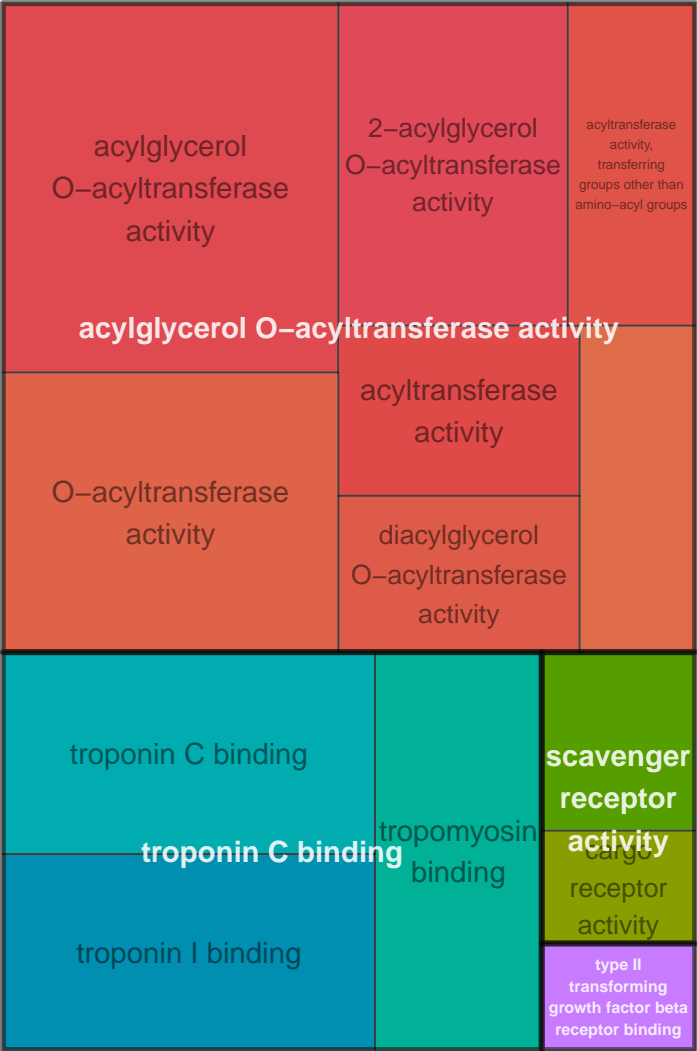 acylglycerol
O−acyltransferase
activity
2−acylglycerol
O−acyltransferase
activity
acyltransferase
activity,
transferring
groups other than
amino−acyl groups
acylglycerol O−acyltransferase activity
O−acyltransferase
activity
acyltransferase
activity
diacylglycerol
O−acyltransferase
activity
troponin C binding
troponin C binding
troponin I binding
tropomyosin
binding
scavenger
receptor
activity
cargo
receptor
activity
type II
transforming
growth factor beta
receptor binding